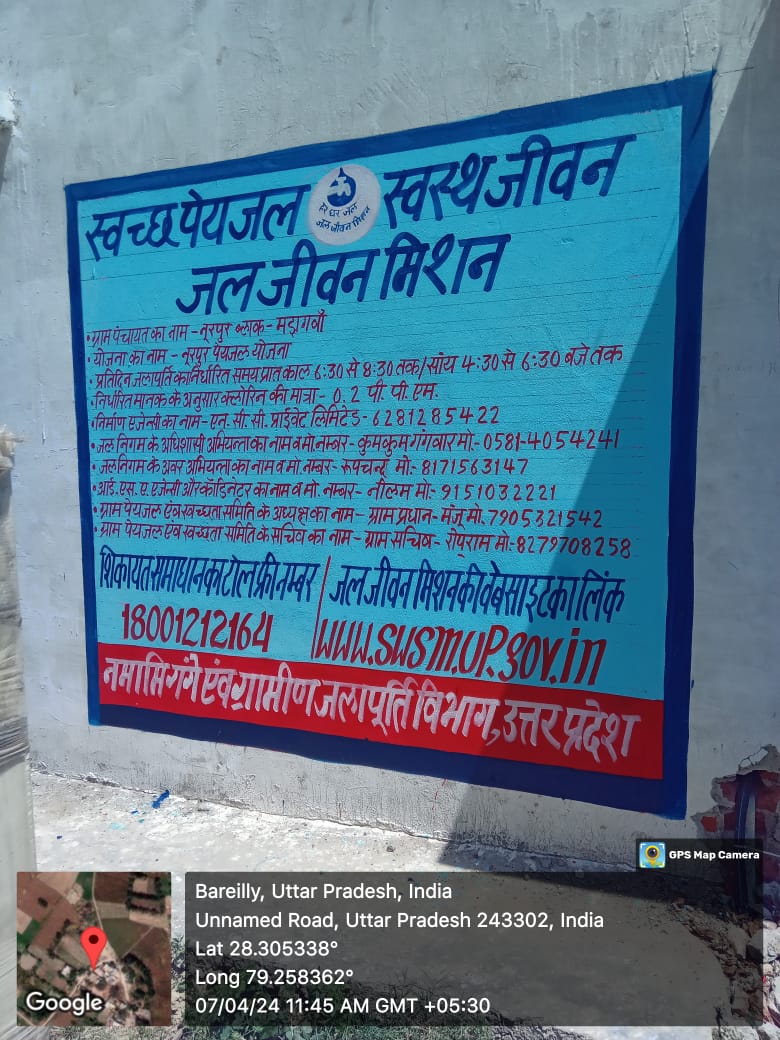 स्वच्छ पेयजल स्वस्थ जीवन
हर घर जल
जल जीवन मिशन
जल जीवन मिशन
• ग्राम पंचायत का नाम - नूरपुर ब्लाक - मझगवाँ
• योजना का नाम - नूरपुर पेयजल योजना
• प्रतिदिन जलापूर्ति का निर्धारित समय प्रात काल 6:30 से 8:30 तक/सांय 4:30 से 6:30 बजे तक
• निर्धारित मानक के अनुसार क्लोरिन की मात्रा - 0.2 पी. पी. एम.
निर्माण एजेन्सी का नाम - एन. सी. सी. प्राईवेट लिमिटेड - 6281285422
• जल निगम के अधिशासी अभियन्ता का नाम व मो नम्बर - कुमकुम गंगवार मो:- 0581-4054241
• जल निगम के अवर अभियन्ता का नाम व मो. नम्बर - रूपचन्द्र मो:- 8171563147
• आई. एस. ए. एजेन्सी और कॉडिनेटर का नाम व मो. नम्बर - नीलम मो:- 9151032221
• ग्राम पेयजल एंव स्वच्छता समिति के अध्यक्ष का नाम - ग्राम प्रधान - मंजू मो. 7905321542
• ग्राम पेयजल एंव स्वच्छता समिति के सचिव का नाम - ग्राम सचिव - मो:- 8279708258
शिकायत समाधान का टोल फ्री नम्बर
18001212164
जल जीवन मिशन की वेबसाइट का लिंक
www.swsm.up.gov.in
नमामि गंगे एंव ग्रामीण जलापूर्ति विभाग, उत्तर प्रदेश
GPS Map Camera
Bareilly, Uttar Pradesh, India
Unnamed Road, Uttar Pradesh 243302, India
Lat 28.305338°
Long 79.258362°
07/04/24 11:45 AM GMT +05:30
Google